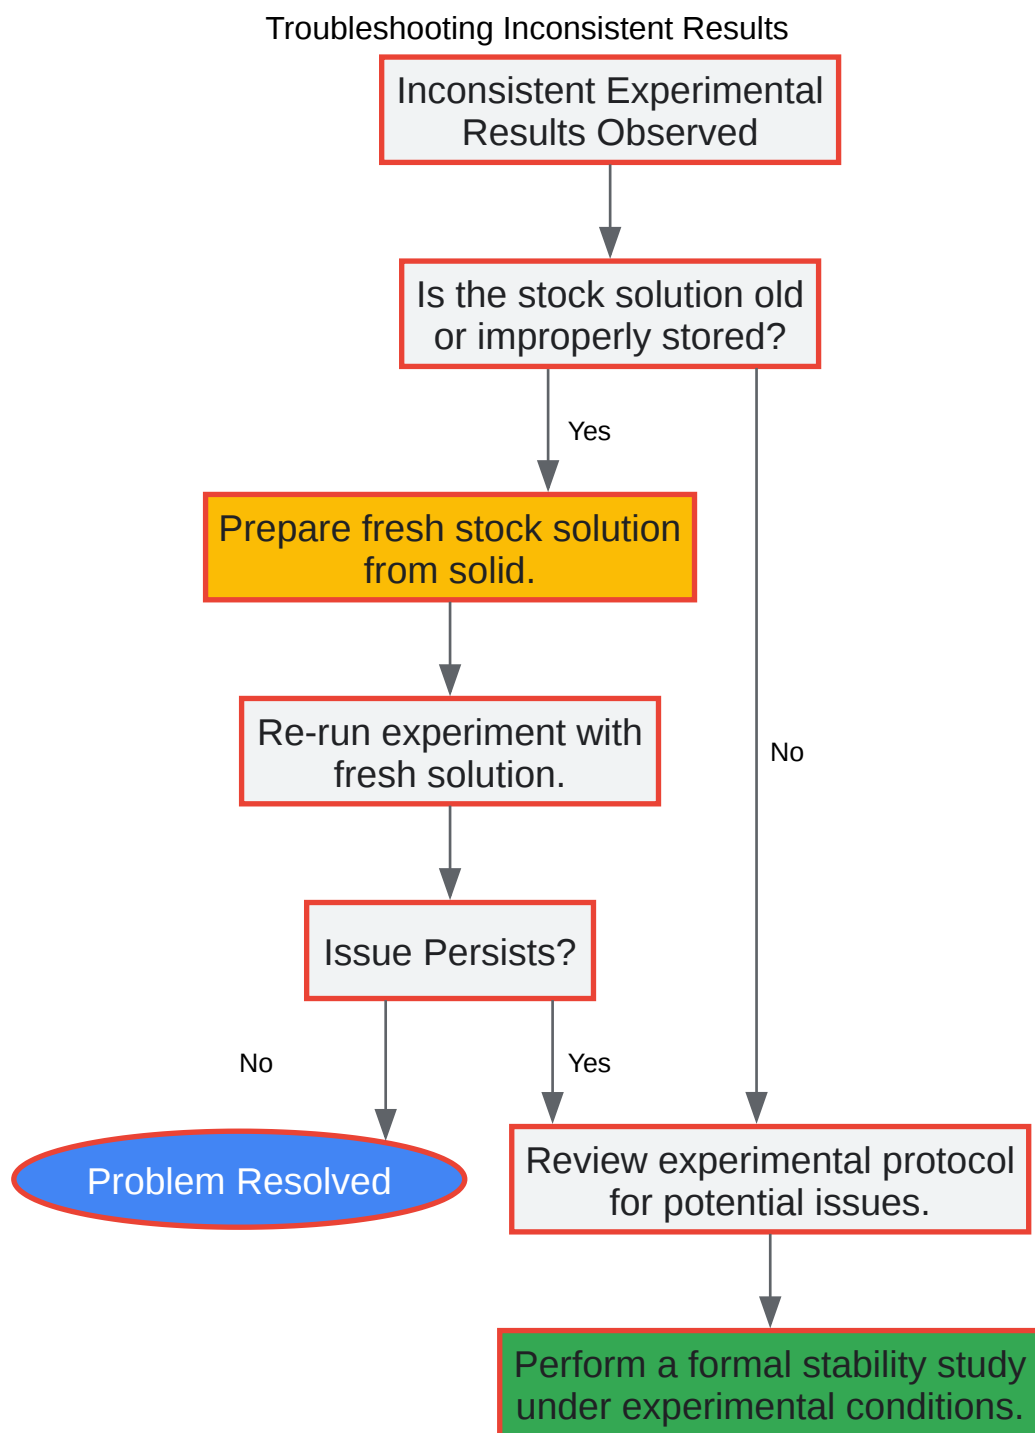 Troubleshooting Inconsistent Results
Inconsistent Experimental
Results Observed
Is the stock solution old
or improperly stored?
Yes
Prepare fresh stock solution
from solid.
Re-run experiment with
fresh solution.
No
Issue Persists?
No
Yes
Problem Resolved
Review experimental protocol
for potential issues.
Perform a formal stability study
under experimental conditions.